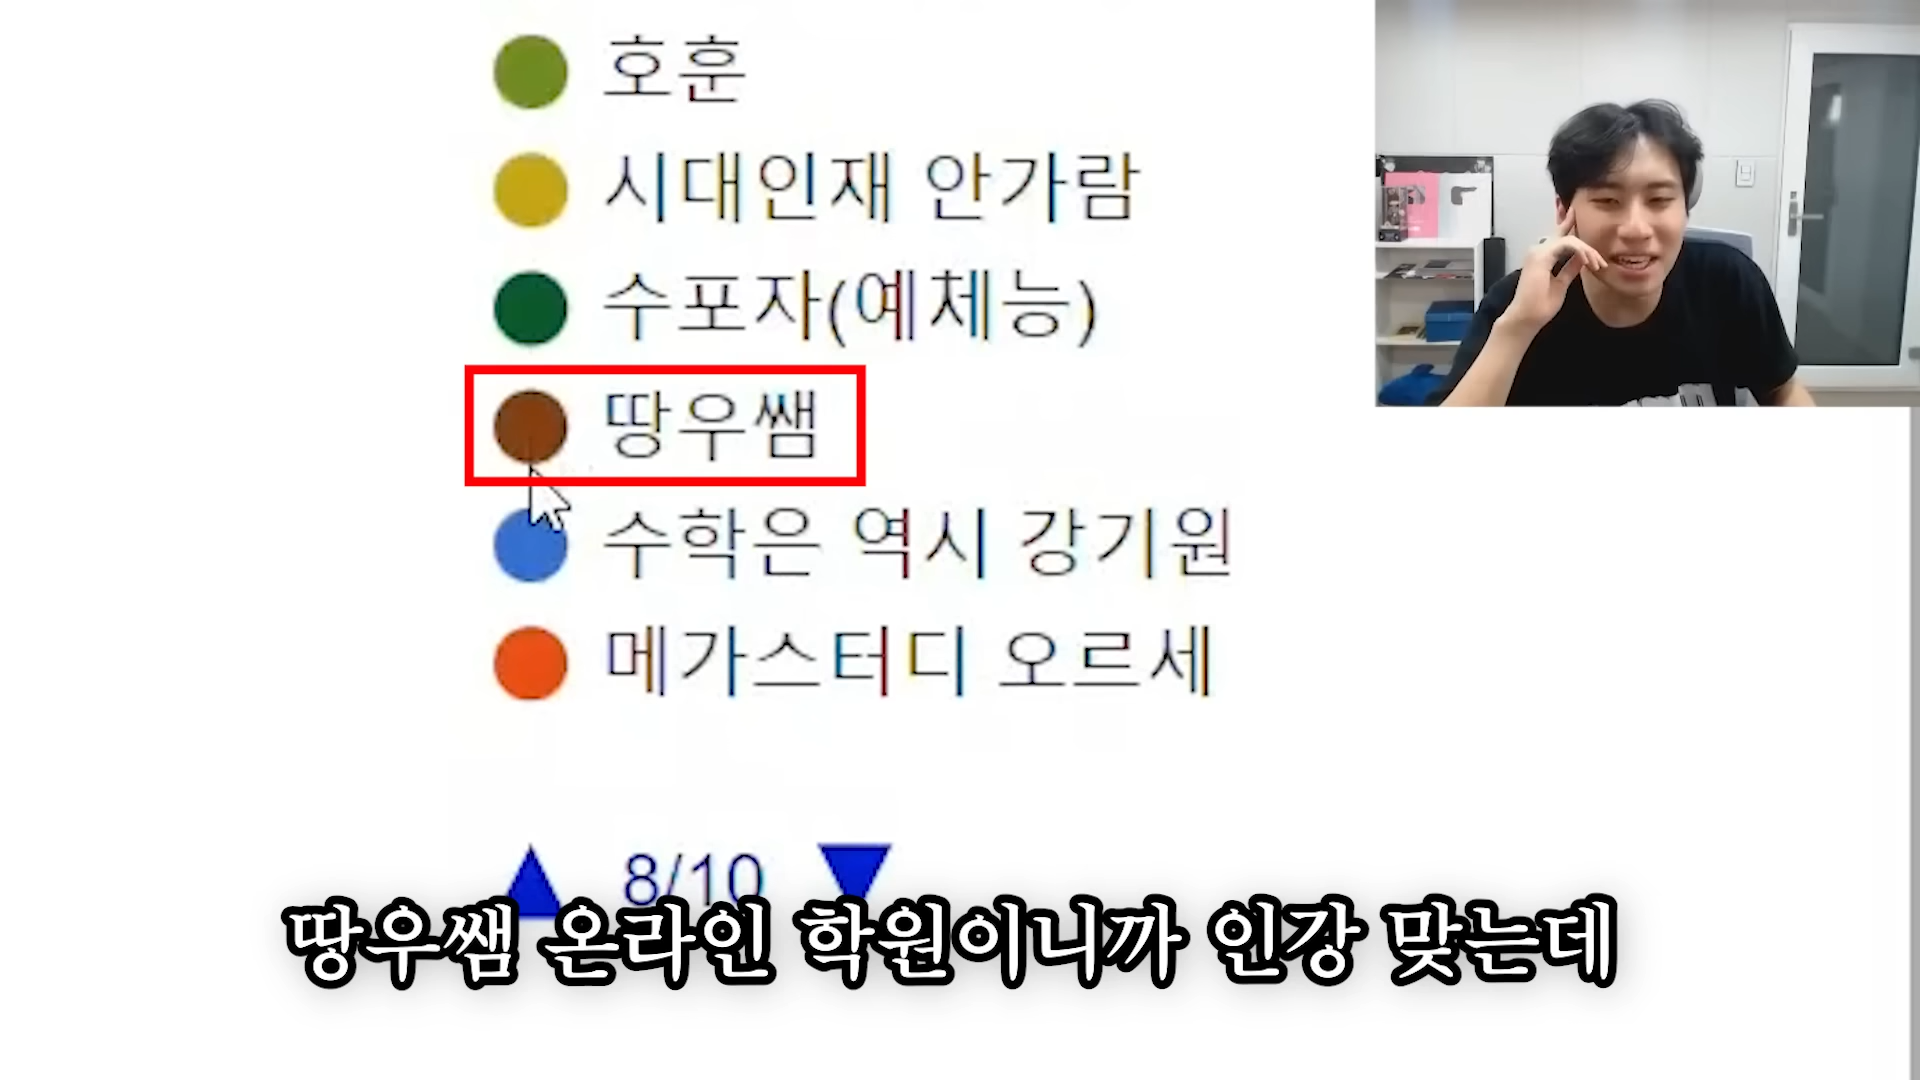 호훈
시대인재 안가람
수포자(예체능)
땅우쌤
수학은 역시 강기원
메가스터디 오르세
8/10
땅우쌤 온라인 학원이니까 인강 맞는데